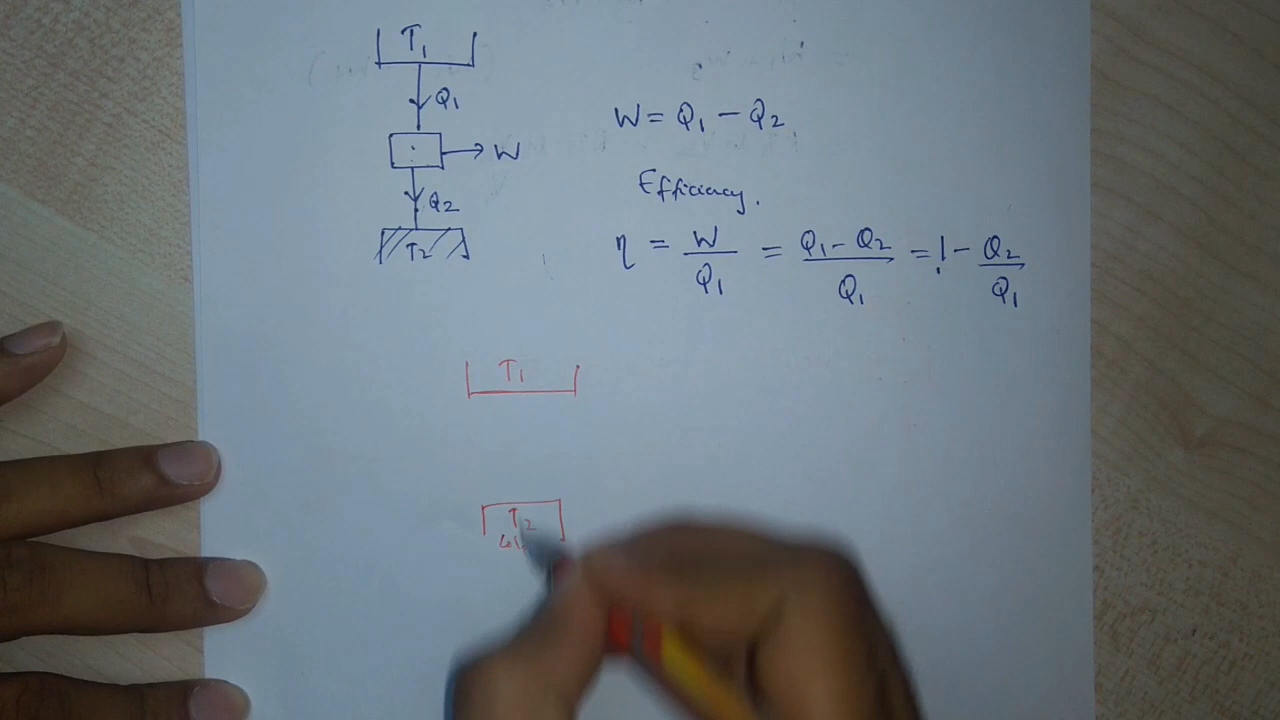 T1
Q1
W
Q2
T2
W = Q1 - Q2
Efficiency.
η = W/Q1 = (Q1 - Q2)/Q1 = 1 - Q2/Q1
T1
T2